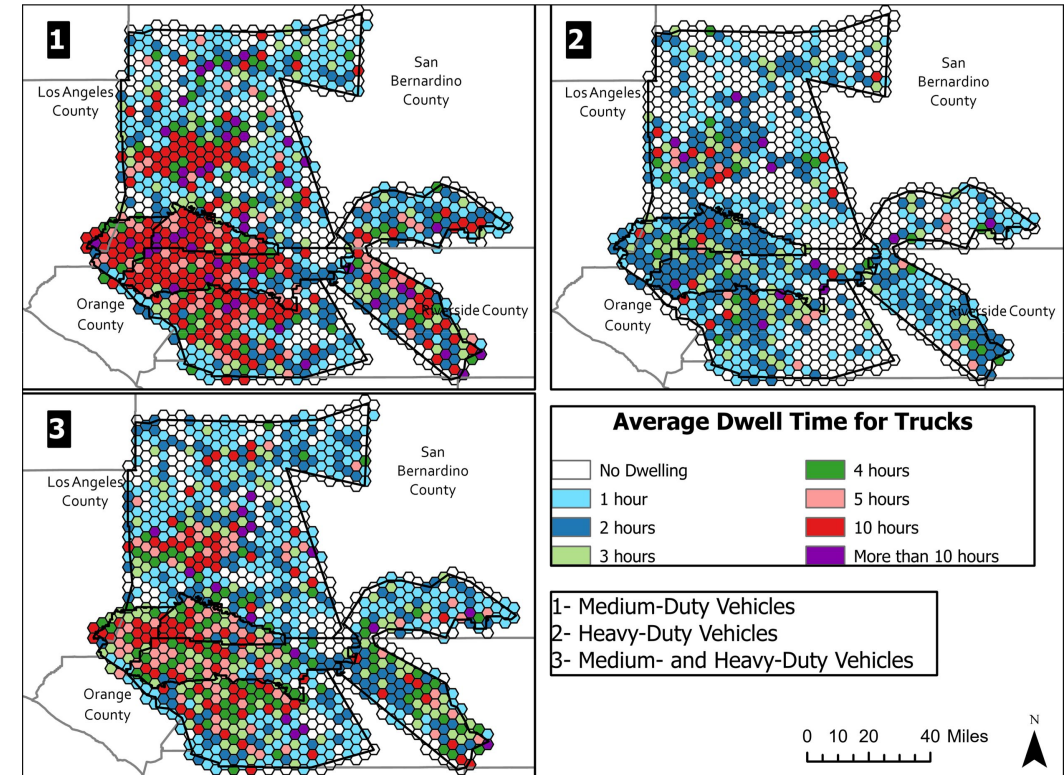 1
Los Angeles
County
San
Bernardino
County
Orange
County
Riverside County
2
Los Angeles
County
San
Bernardino
County
Orange
County
Riverside County
3
Los Angeles
County
San
Bernardino
County
Orange
County
Average Dwell Time for Trucks
No Dwelling
1 hour
2 hours
3 hours
4 hours
5 hours
10 hours
More than 10 hours
1- Medium-Duty Vehicles
2- Heavy-Duty Vehicles
3- Medium- and Heavy-Duty Vehicles
0 10 20 40 Miles
N